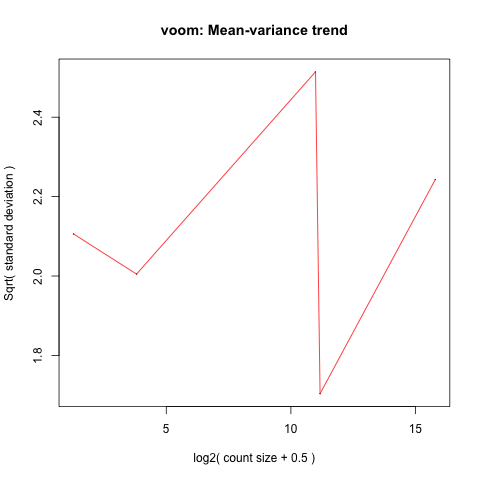 voom: Mean-variance trend
Sqrt( standard deviation )
2.4
2.2
2.0
1.8
5 10 15
log2( count size + 0.5 )